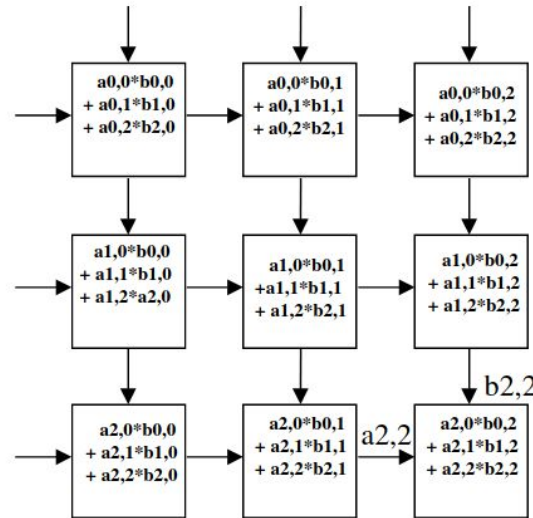 a0,0*b0,0
+ a0,1*b1,0
+ a0,2*b2,0
a0,0*b0,1
+ a0,1*b1,1
+ a0,2*b2,1
a0,0*b0,2
+ a0,1*b1,2
+ a0,2*b2,2
a1,0*b0,0
+ a1,1*b1,0
+ a1,2*a2,0
a1,0*b0,1
+a1,1*b1,1
+ a1,2*b2,1
a1,0*b0,2
+ a1,1*b1,2
+ a1,2*b2,2
b2,2
a2,0*b0,0
+ a2,1*b1,0
+ a2,2*b2,0
a2,0*b0,1
+ a2,1*b1,1
+ a2,2*b2,1
a2,2
a2,0*b0,2
+ a2,1*b1,2
+ a2,2*b2,2